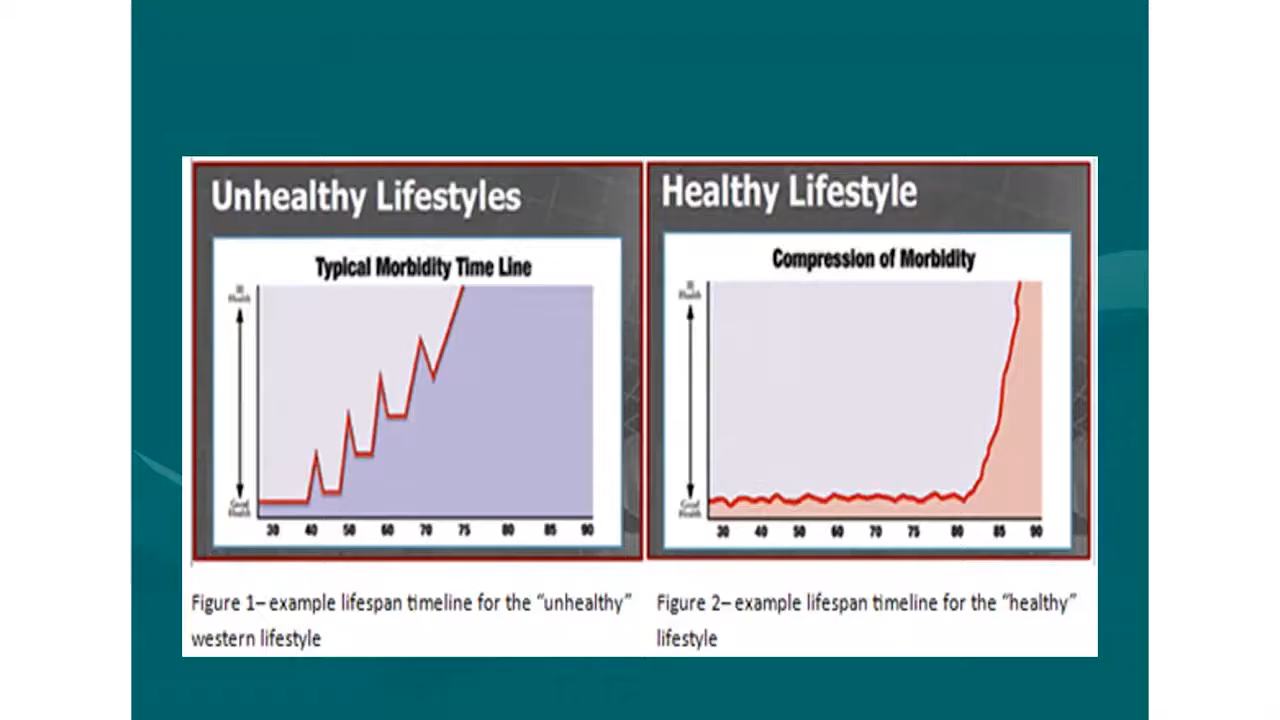 Unhealthy Lifestyles
Typical Morbidity Time Line
Ill
Health
Good
Health
30 40 50 60 70 75 80 85 90
Figure 1– example lifespan timeline for the “unhealthy”
western lifestyle
Healthy Lifestyle
Compression of Morbidity
Ill
Health
Good
Health
30 40 50 60 70 75 80 85 90
Figure 2– example lifespan timeline for the “healthy”
lifestyle